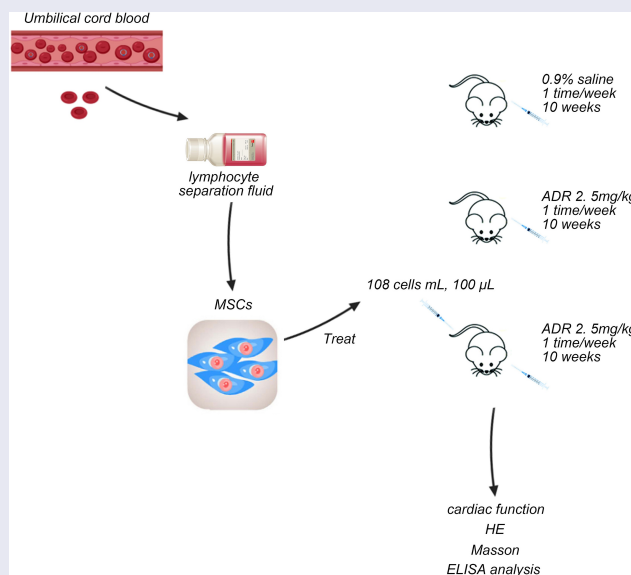 Umbilical cord blood
0.9% saline
1 time/week
10 weeks
lymphocyte
separation fluid
ADR 2. 5mg/kg
1 time/week
10 weeks
MSCs
108 cells mL, 100 µL
Treat
ADR 2. 5mg/kg
1 time/week
10 weeks
cardiac function
HE
Masson
ELISA analysis